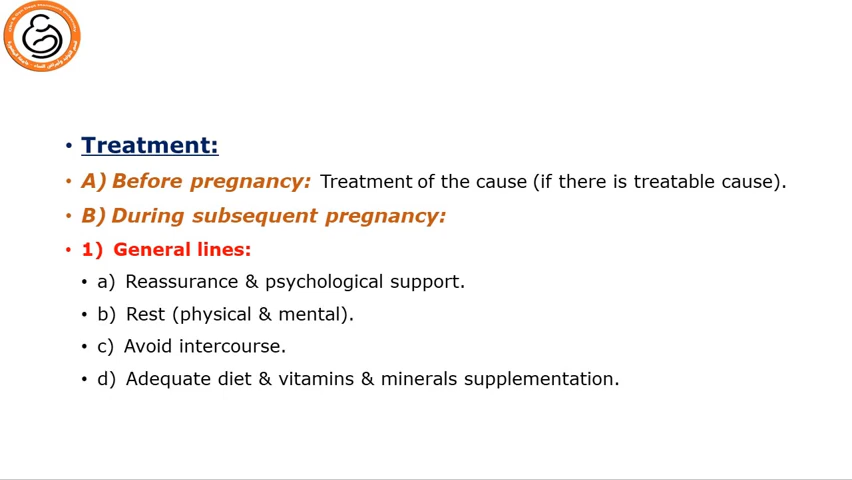 • Treatment:
• A) Before pregnancy: Treatment of the cause (if there is treatable cause).
• B) During subsequent pregnancy:
• 1) General lines:
• a) Reassurance & psychological support.
• b) Rest (physical & mental).
• c) Avoid intercourse.
• d) Adequate diet & vitamins & minerals supplementation.